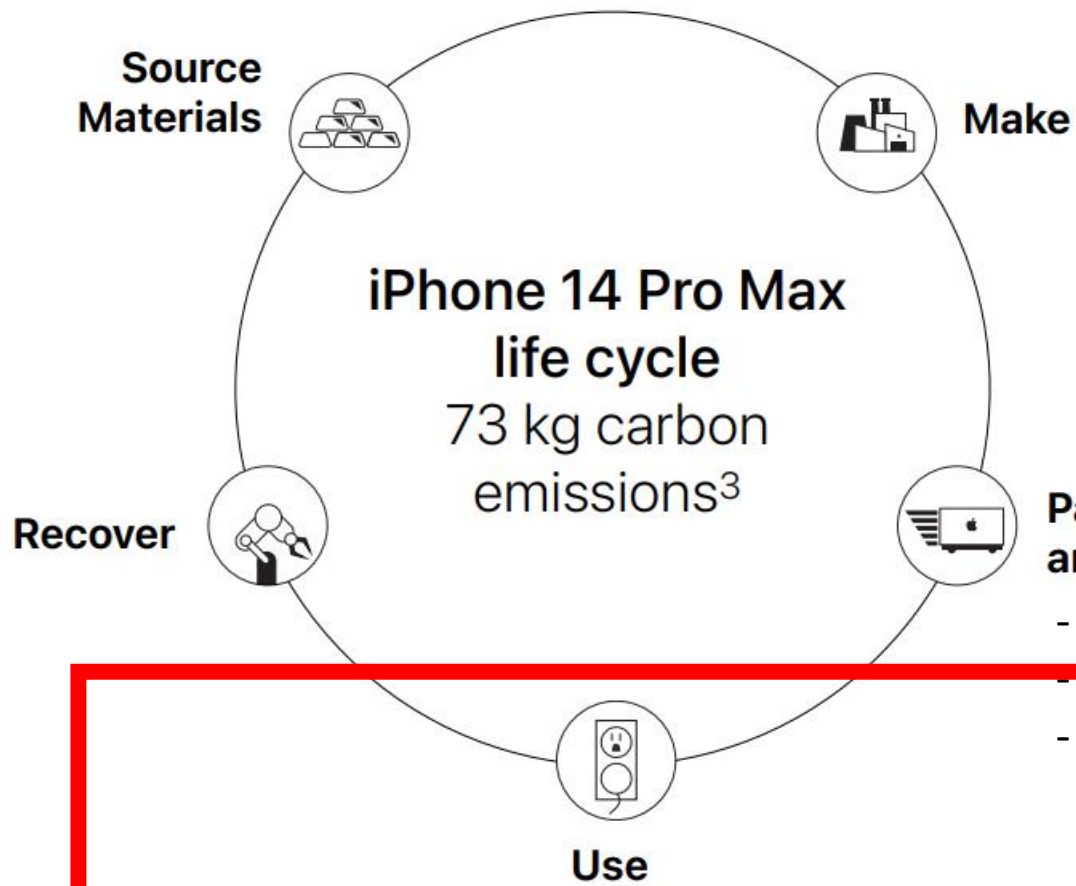 Source
Materials
Make
iPhone 14 Pro Max
life cycle
73 kg carbon
emissions³
Recover
-
-
-
Use